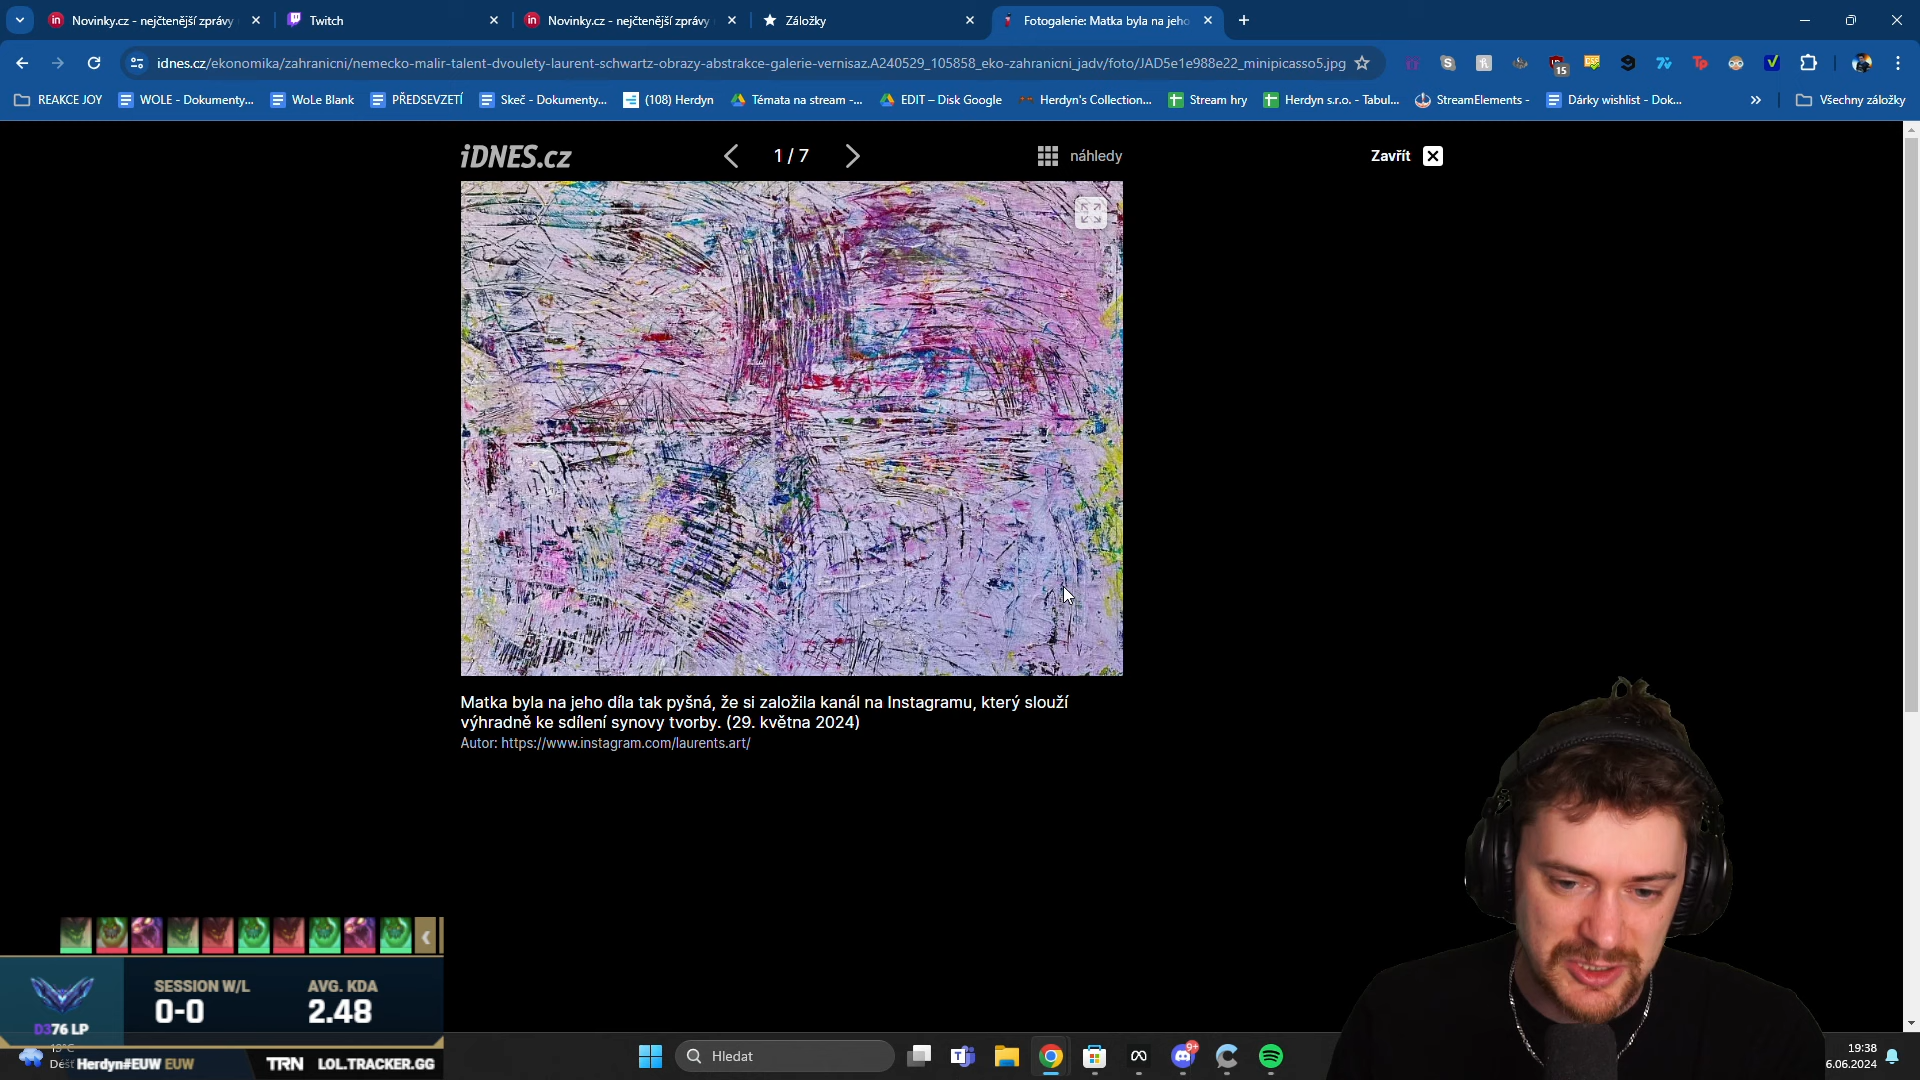 Novinky.cz - nejčtenější zprávy
Twitch
Novinky.cz - nejčtenější zprávy
Záložky
Fotogalerie: Matka byla na jeho
idnes.cz/ekonomika/zahranicni/nemecko-malir-talent-dvoulety-laurent-schwartz-obrazy-abstrakce-galerie-vernisaz.A240529_105858_eko-zahranicni_jadv/foto/JAD5e1e988e22_minipicasso5.jpg
15
REAKCE JOY
WOLE - Dokumenty...
WoLe Blank
PŘEDSEVZETÍ
Skeč - Dokumenty...
(108) Herdyn
Témata na stream -...
EDIT – Disk Google
Herdyn's Collection...
Stream hry
Herdyn s.r.o. - Tabul...
StreamElements -
Dárky wishlist - Dok...
Všechny záložky
iDNES.cz
1 / 7
náhledy
Zavřít
Matka byla na jeho díla tak pyšná, že si založila kanál na Instagramu, který slouží
výhradně ke sdílení synovy tvorby. (29. května 2024)
Autor: https://www.instagram.com/laurents.art/
SESSION W/L
0-0
AVG. KDA
2.48
D376 LP
Herdyn#EUW EUW
TRN LOL.TRACKER.GG
Hledat
9+
19:38
6.06.2024